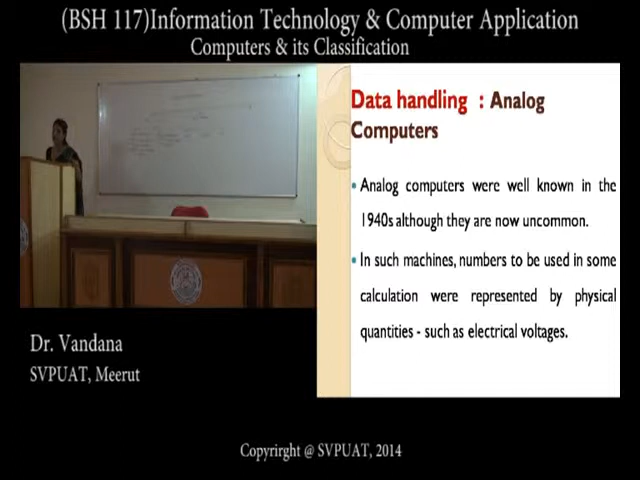 (BSH 117)Information Technology & Computer Application
Computers & its Classification
Data handling : Analog
Computers
Analog computers were well known in the
1940s although they are now uncommon.
In such machines, numbers to be used in some
calculation were represented by physical
quantities - such as electrical voltages.
Dr. Vandana
SVPUAT, Meerut
Copyrirght @ SVPUAT, 2014